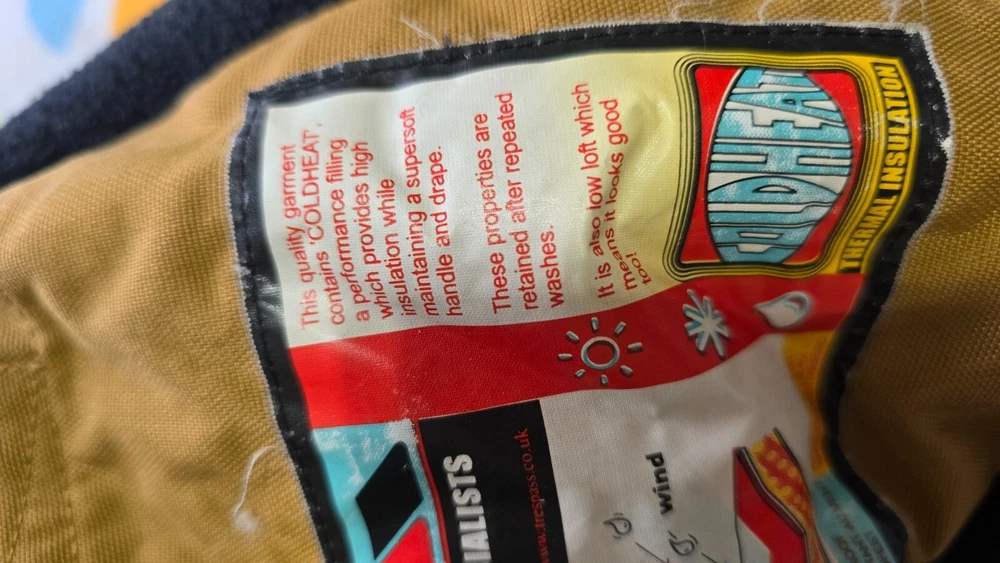 This quality garment
contains 'COLDHEAT',
a performance filling
which provides high
insulation while
maintaining a supersoft
handle and drape.
These properties are
retained after repeated
washes.
It is also low loft which
means it looks good
too!
COLDHEAT
THERMAL INSULATION
IALISTS
www.trespass.co.uk
wind